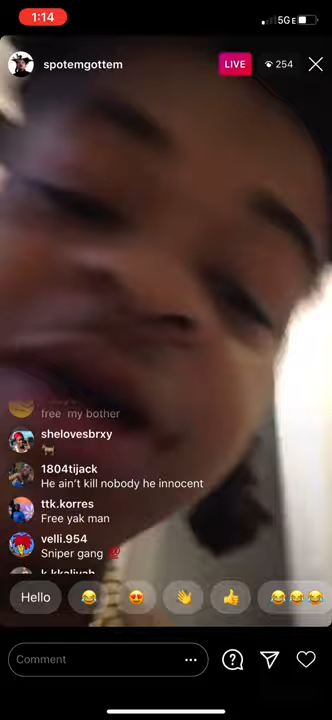 1:14
5GE
spotemgottem
LIVE
254
free my bother
shelovesbrxy
1804tijack
He ain't kill nobody he innocent
ttk.korres
Free yak man
velli.954
Sniper gang 💯
Hello
Comment